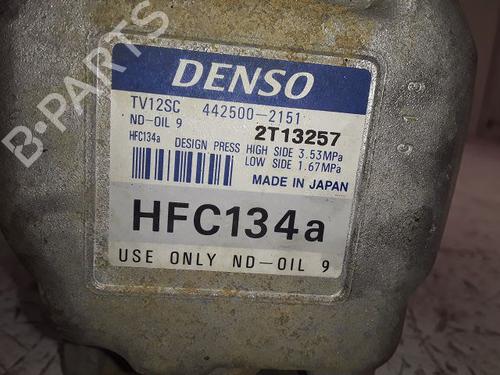 DENSO
TV12SC 442500-2151
ND-OIL 9 2T13257
HFC134a DESIGN PRESS HIGH SIDE 3.53MPa
LOW SIDE 1.67MPa
MADE IN JAPAN
HFC134a
USE ONLY ND-OIL 9
B-PARTS